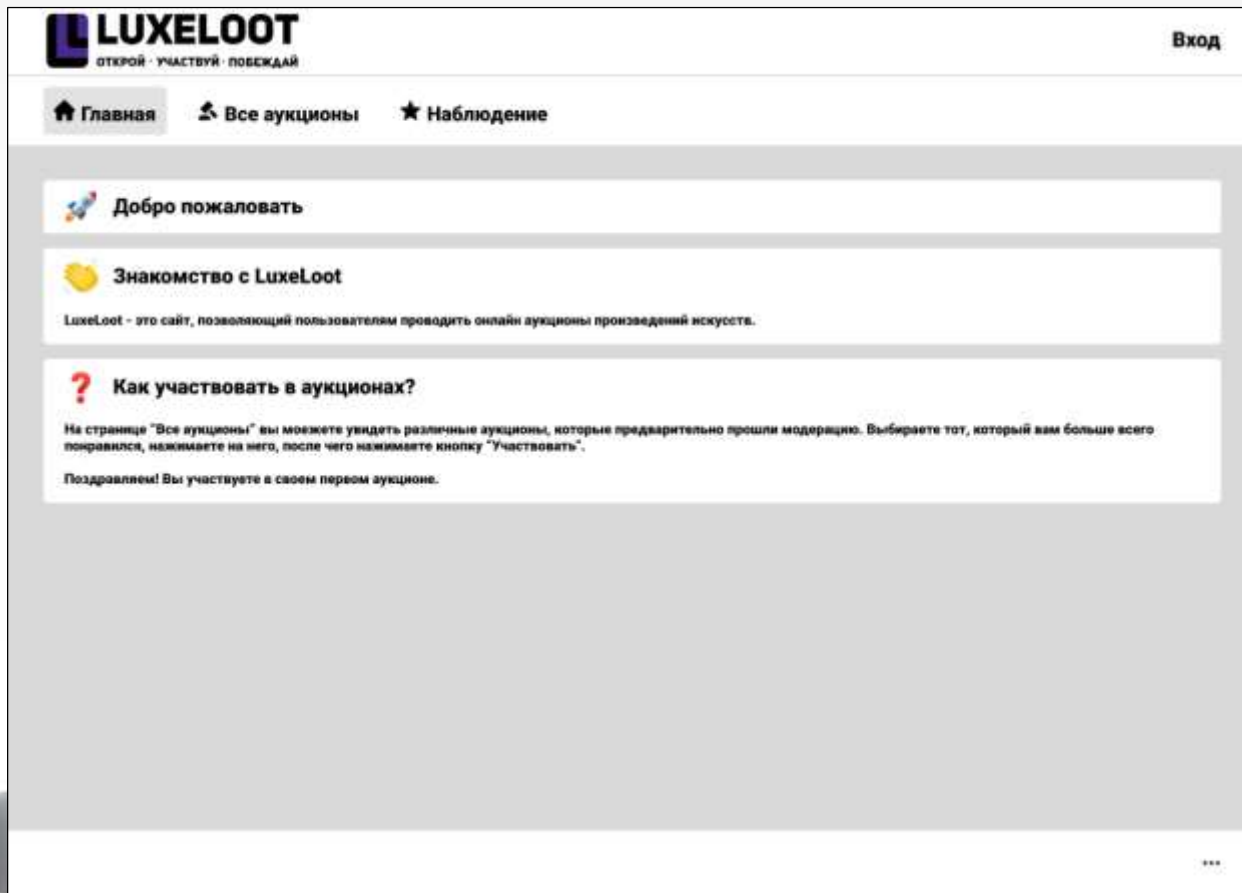 LUXELOOT
ОТКРОЙ · УЧАСТВУЙ · ПОБЕЖДАЙ
Вход
Главная
Все аукционы
Наблюдение
Добро пожаловать
Знакомство с LuxeLoot
LuxeLoot - это сайт, позволяющий пользователям проводить онлайн аукционы произведений искусств.
Как участвовать в аукционах?
На странице "Все аукционы" вы моежете увидеть различные аукционы, которые предварительно прошли модерацию. Выбираете тот, который вам больше всего
понравился, нажимаете на него, после чего нажимаете кнопку "Участвовать".
Поздравляем! Вы участвуете в своем первом аукционе.
...